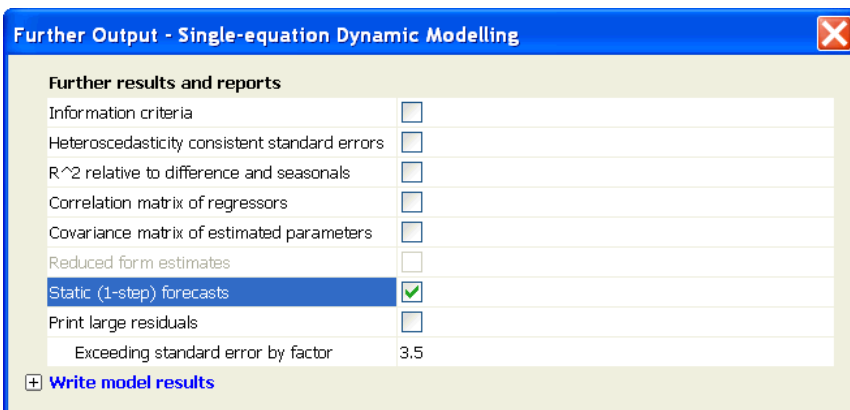 Further Output - Single-equation Dynamic Modelling
Further results and reports
Information criteria
Heteroscedasticity consistent standard errors
R^2 relative to difference and seasonals
Correlation matrix of regressors
Covariance matrix of estimated parameters
Reduced form estimates
Static (1-step) forecasts
Print large residuals
Exceeding standard error by factor 3.5
Write model results